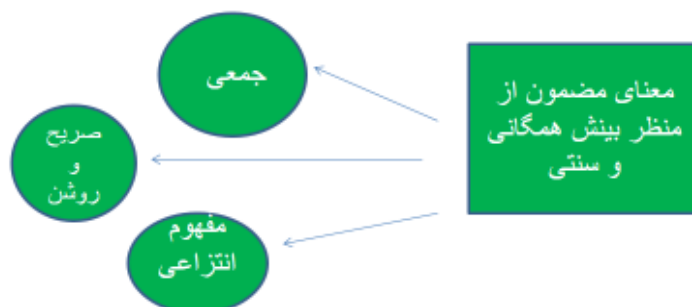 معنای مضمون از
منظر بینش همگانی
و سنتی
جمعی
صریح
و
روشن
مفهوم
انتزاعی